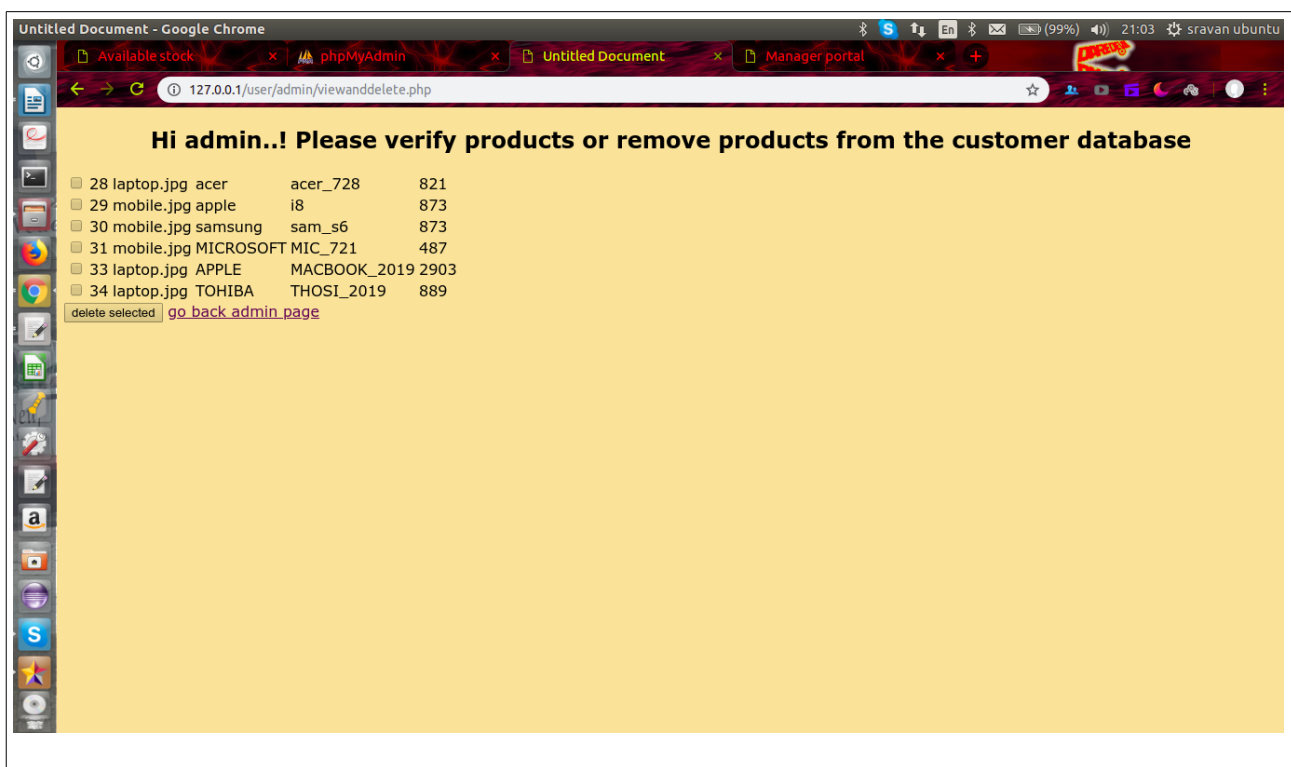 Untitled Document - Google Chrome En (99%) 21:03 sravan ubuntu
Available stock phpMyAdmin Untitled Document Manager portal
127.0.0.1/user/admin/viewanddelete.php
Hi admin..! Please verify products or remove products from the customer database
28 laptop.jpg acer acer_728 821
29 mobile.jpg apple i8 873
30 mobile.jpg samsung sam_s6 873
31 mobile.jpg MICROSOFT MIC_721 487
33 laptop.jpg APPLE MACBOOK_2019 2903
34 laptop.jpg TOHIBA THOSI_2019 889
delete selected go back admin page